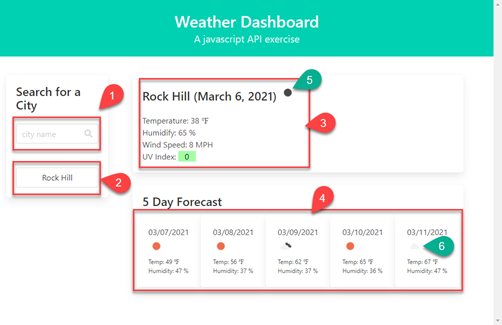 Weather Dashboard
A javascript API exercise
Search for a
City
1
city name
2
Rock Hill
5
Rock Hill (March 6, 2021)
3
Temperature: 38 °F
Humidify: 65 %
Wind Speed: 8 MPH
UV Index: 0
4
5 Day Forecast
03/07/2021
Temp: 49 °F
Humidity: 47 %
03/08/2021
Temp: 56 °F
Humidity: 37 %
03/09/2021
Temp: 62 °F
Humidity: 37 %
03/10/2021
Temp: 65 °F
Humidity: 36 %
03/11/2021
6
Temp: 67 °F
Humidity: 47 %